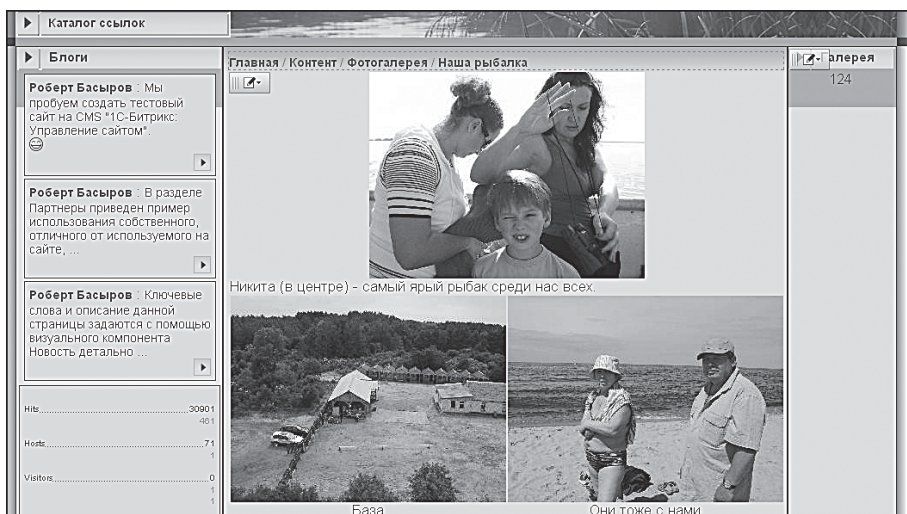 Каталог ссылок
Блоги
Роберт Басыров : Мы
пробуем создать тестовый
сайт на CMS "1С-Битрикс:
Управление сайтом".
Роберт Басыров : В разделе
Партнеры приведен пример
использования собственного,
отличного от используемого на
сайте, ...
Роберт Басыров : Ключевые
слова и описание данной
страницы задаются с помощью
визуального компонента
Новость детально ...
Hits 30901
461
Hosts 71
1
Visitors 0
1
1
Главная / Контент / Фотогалерея / Наша рыбалка
Никита (в центре) - самый ярый рыбак среди нас всех.
База
Они тоже с нами
алерея
124